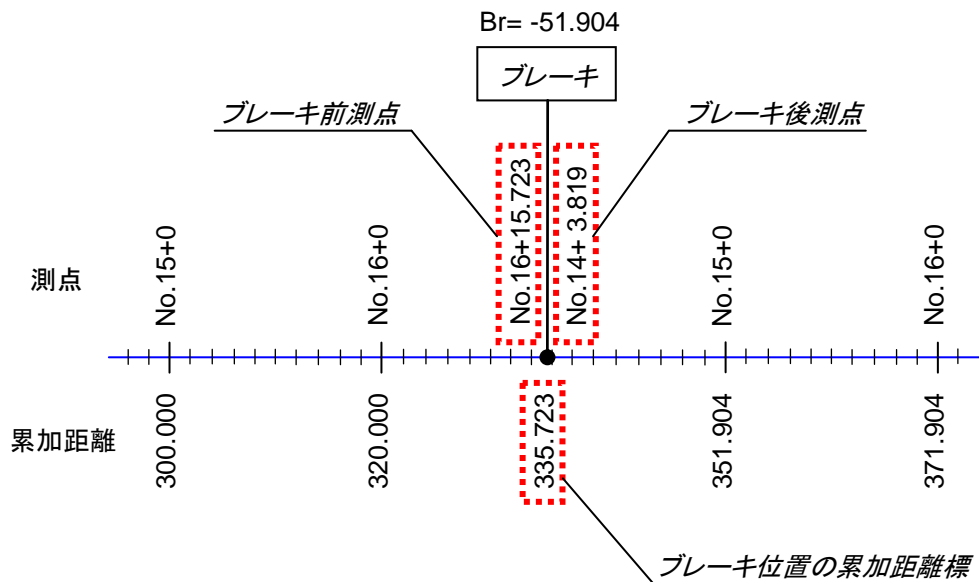 Br= -51.904
ブレーキ
ブレーキ前測点
ブレーキ後測点
測点
No.15+0
No.16+0
No.16+15.723
No.14+ 3.819
No.15+0
No.16+0
累加距離
300.000
320.000
335.723
351.904
371.904
ブレーキ位置の累加距離標